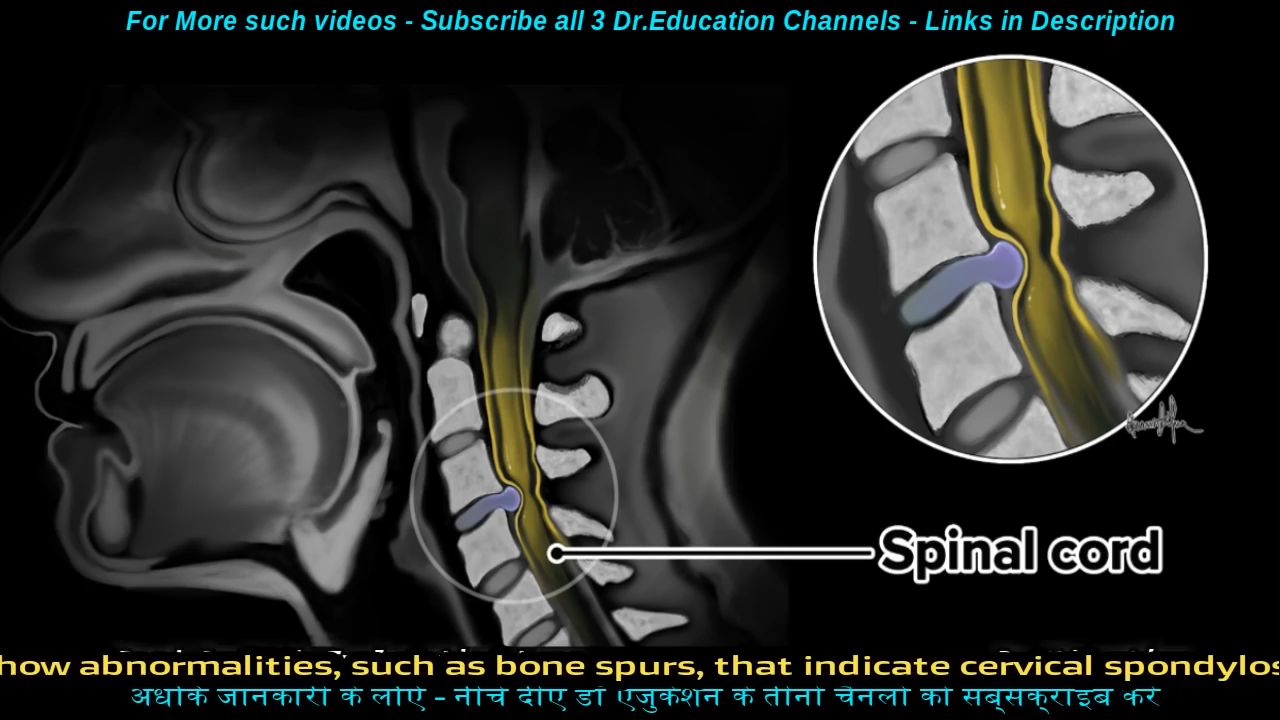 For More such videos - Subscribe all 3 Dr.Education Channels - Links in Description
Spinal cord
how abnormalities, such as bone spurs, that indicate cervical spondylos
जानकारी के लिए - नीचे दीए डॉ एजुकेशन के तीनों चैनलों को सब्सक्राइब करें